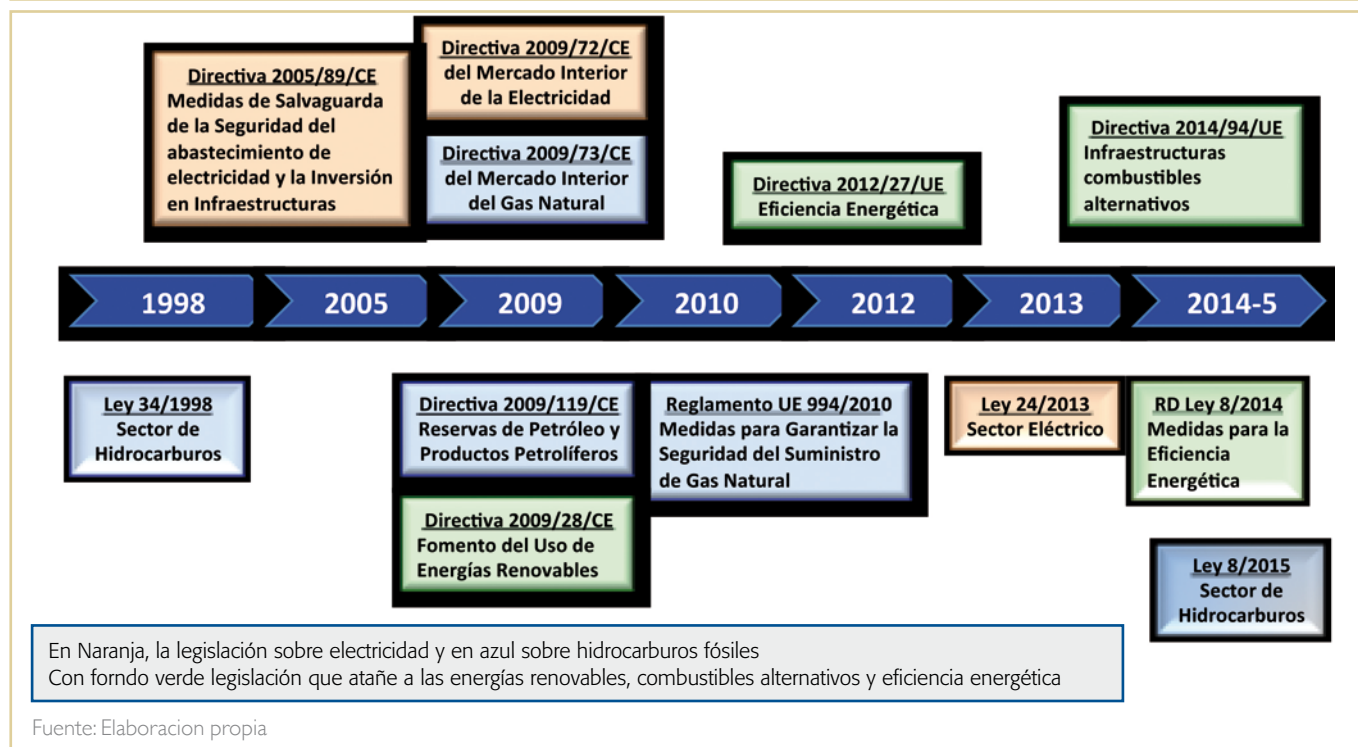 Directiva 2005/89/CE
Medidas de Salvaguarda
de la Seguridad del
abastecimiento de
electricidad y la Inversión
en Infraestructuras
Directiva 2009/72/CE
del Mercado Interior
de la Electricidad
Directiva 2009/73/CE
del Mercado Interior
del Gas Natural
Directiva 2012/27/UE
Eficiencia Energética
Directiva 2014/94/UE
Infraestructuras
combustibles
alternativos
1998
2005
2009
2010
2012
2013
2014-5
Ley 34/1998
Sector de
Hidrocarburos
Directiva 2009/119/CE
Reservas de Petróleo y
Productos Petrolíferos
Directiva 2009/28/CE
Fomento del Uso de
Energías Renovables
Reglamento UE 994/2010
Medidas para Garantizar la
Seguridad del Suministro
de Gas Natural
Ley 24/2013
Sector Eléctrico
RD Ley 8/2014
Medidas para la
Eficiencia
Energética
Ley 8/2015
Sector de
Hidrocarburos
En Naranja, la legislación sobre electricidad y en azul sobre hidrocarburos fósiles
Con forndo verde legislación que atañe a las energías renovables, combustibles alternativos y eficiencia energética
Fuente: Elaboracion propia